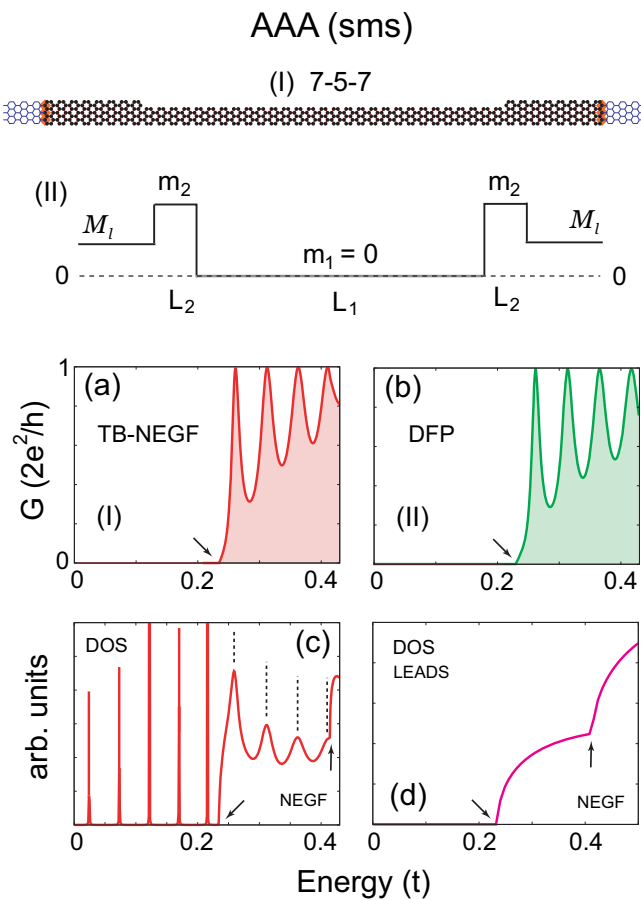 AAA (sms)
(I) 7-5-7
(II)
m₂
m₂
Mₗ
Mₗ
m₁ = 0
0
0
L₂
L₁
L₂
(a)
TB-NEGF
(I)
G (2e²/h)
1
0
0
0.2
0.4
(b)
DFP
(II)
0
0.2
0.4
DOS
(c)
NEGF
arb. units
0
0.2
0.4
DOS
LEADS
NEGF
(d)
0
0.2
0.4
Energy (t)